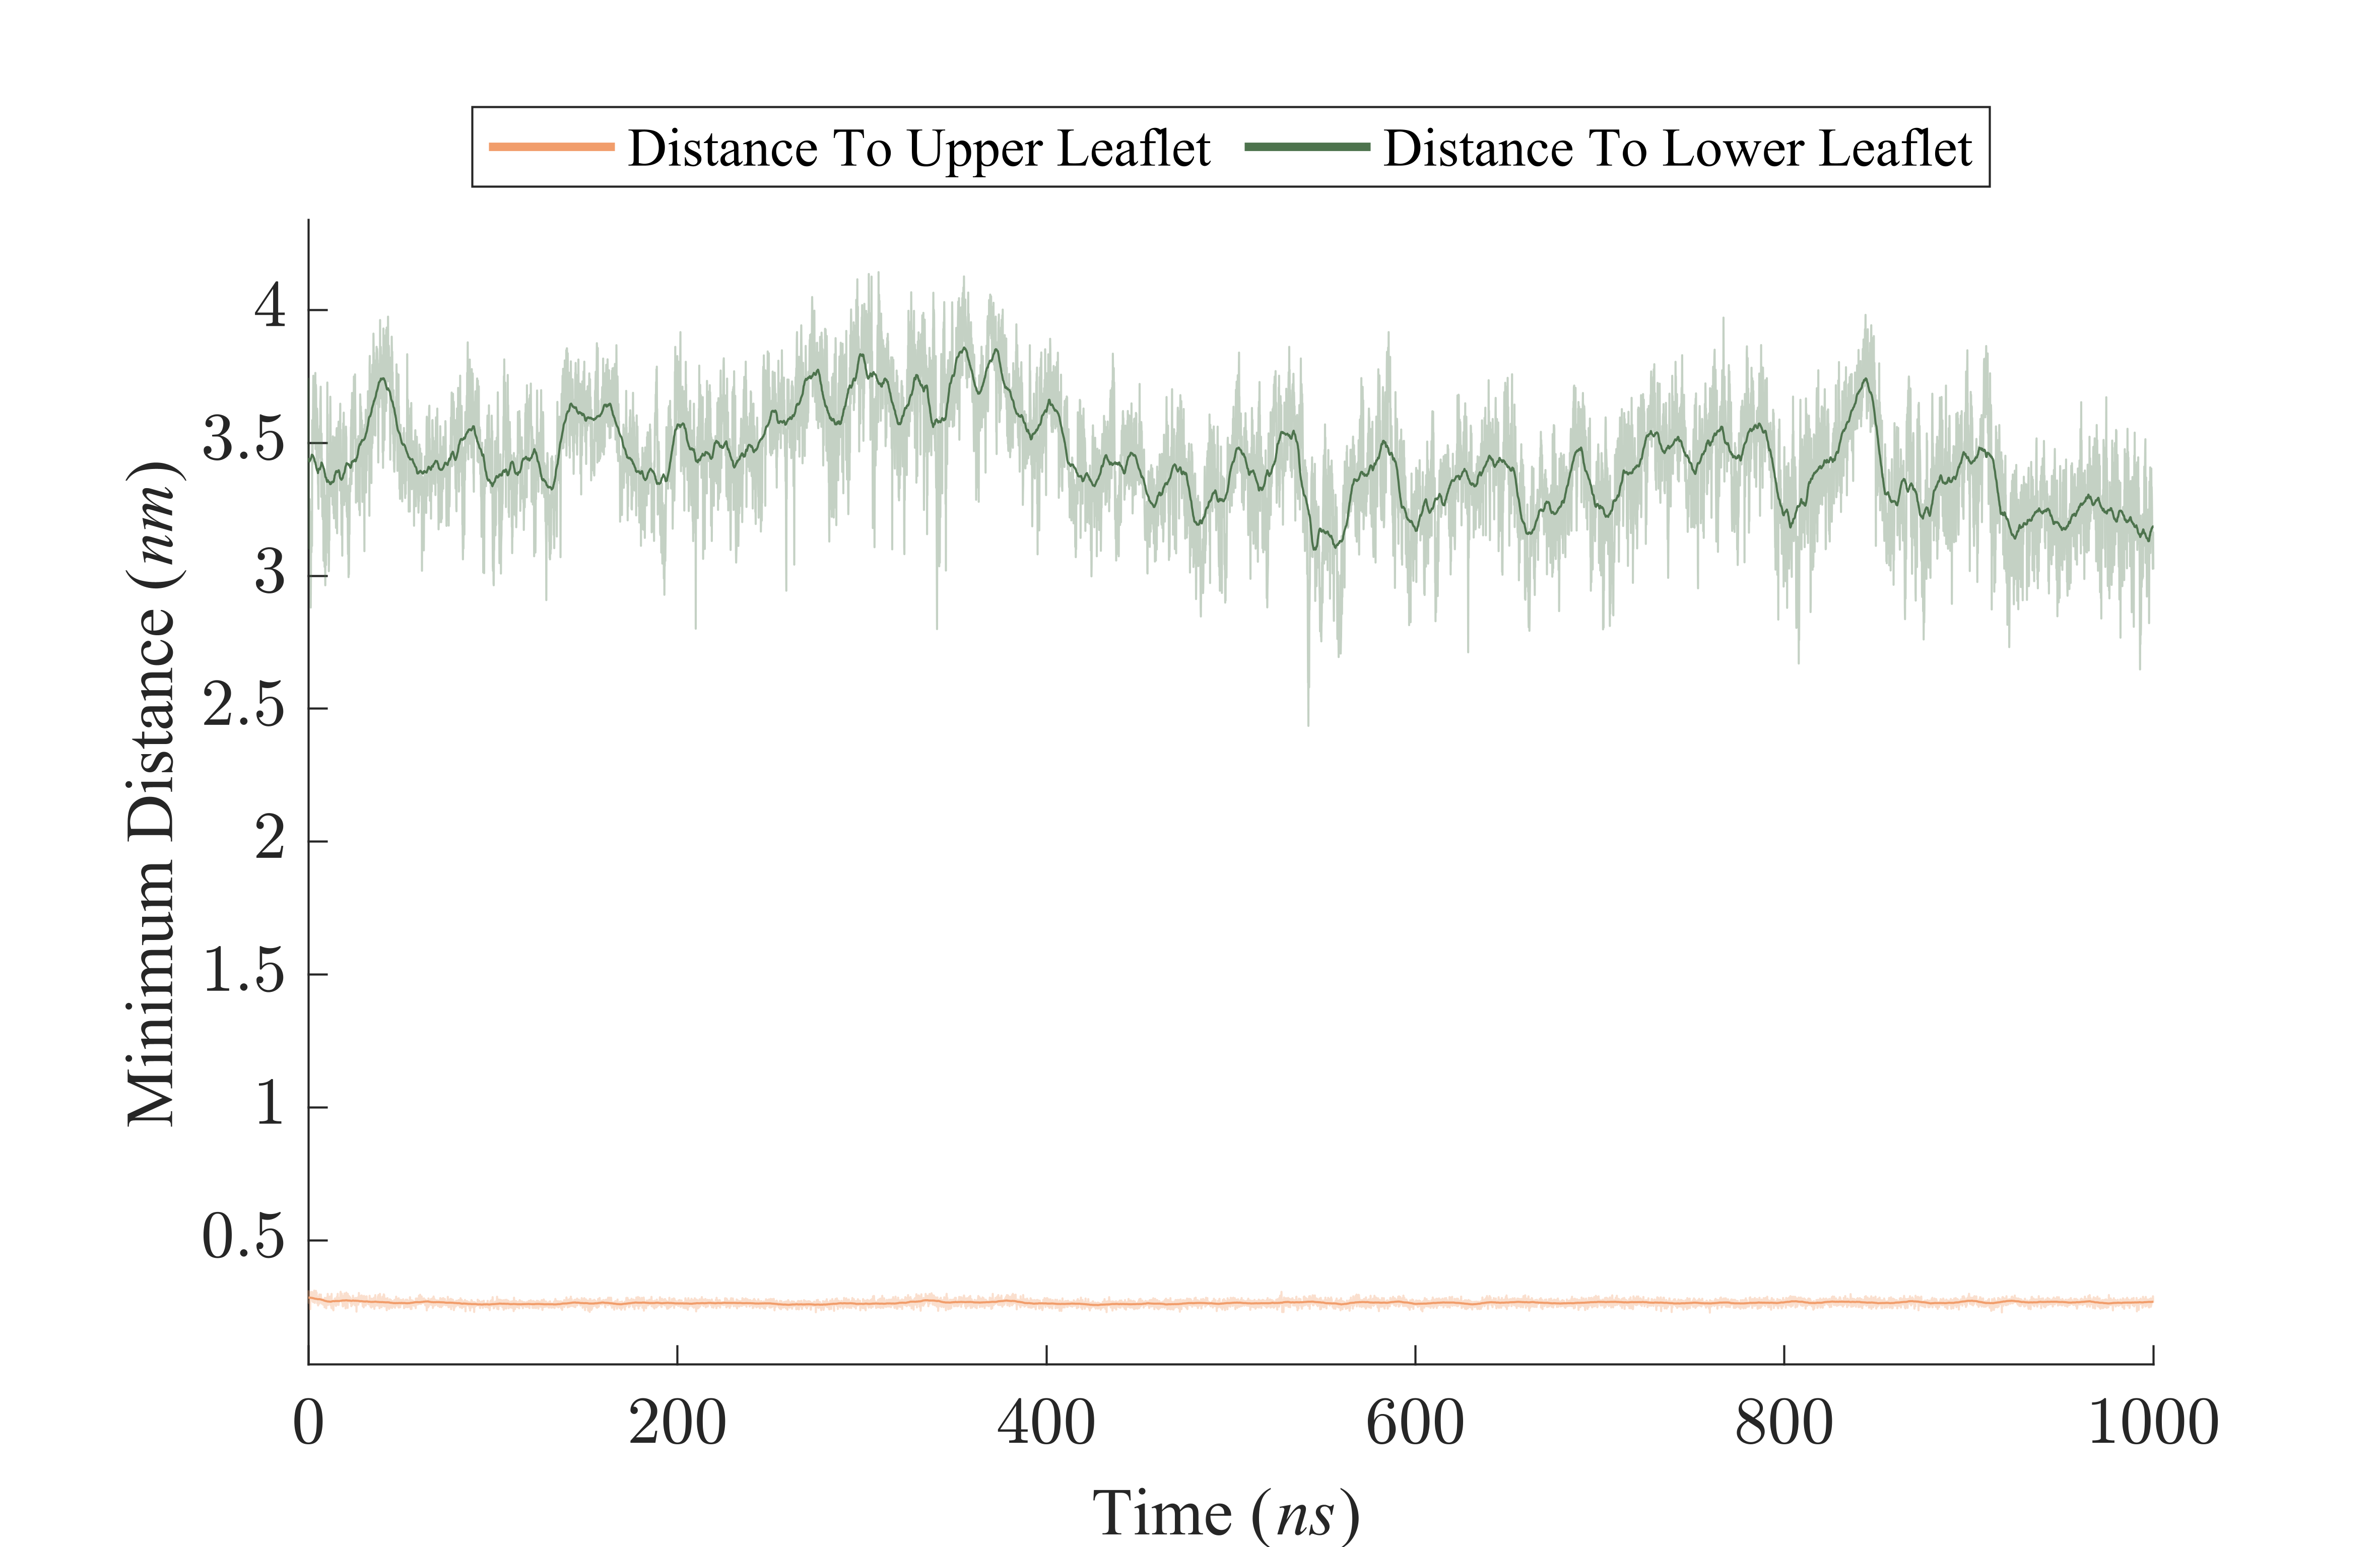 Distance To Upper Leaflet Distance To Lower Leaflet
4
3.5
3
2.5
2
1.5
1
0.5
Minimum Distance (nm)
0 200 400 600 800 1000
Time (ns)